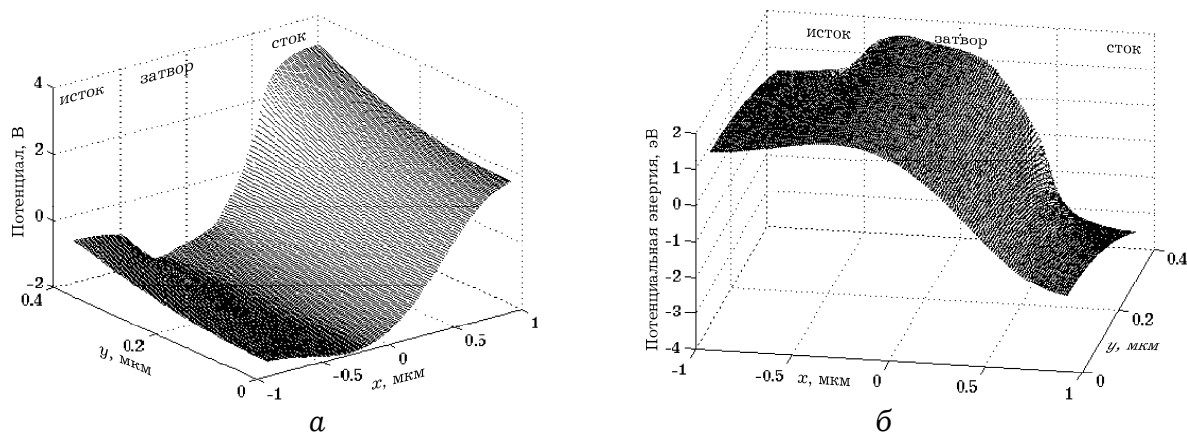 исток
затвор
сток
Потенциал, В
4
2
0
-2
0.4
0.2
0
y, мкм
-1
-0.5
0
0.5
1
x, мкм
а
исток
затвор
сток
Потенциальная энергия, эВ
2
1
0
-1
-2
-3
-4
-1
-0.5
0
0.5
1
x, мкм
0
0.2
0.4
y, мкм
б